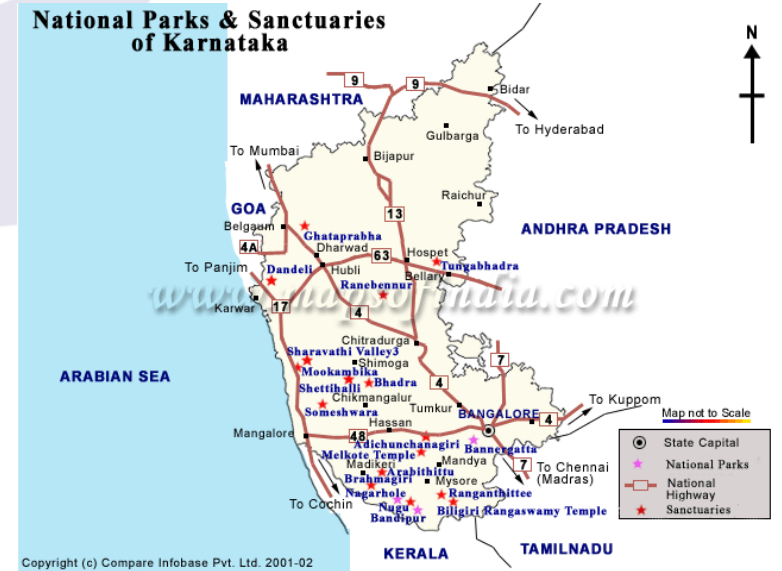 National Parks & Sanctuaries
of Karnataka
N
9
9
Bidar
MAHARASHTRA
To Hyderabad
Gulbarga
To Mumbai
Bijapur
Raichur
GOA
13
Belgaum
Ghataprabha
ANDHRA PRADESH
4A
Dharwad
63
Hospet
To Panjim
Dandeli
Hubli
Tungabhadra
Bellary
Ranebennur
www.mapsofindia.com
Karwar
17
4
Chitradurga
Sharavathi Valley3
Shimoga
7
Mookambika
ARABIAN SEA
Shettihalli
Bhadra
4
Chikmangalur
To Kuppom
Someshwara
Tumkur
BANGALORE
Map not to Scale
4
Hassan
Mangalore
48
Adichunchanagiri
Bannergatta
State Capital
Melkote Temple
Mandya
7
To Chennai
(Madras)
National Parks
Madikeri
Arabithittu
Brahmagiri
Mysore
National
Highway
Nagarhole
Ranganthittee
To Cochin
Nugu
Biligiri Rangaswamy Temple
Sanctuaries
Bandipur
KERALA
TAMILNADU
Copyright (c) Compare Infobase Pvt. Ltd. 2001-02